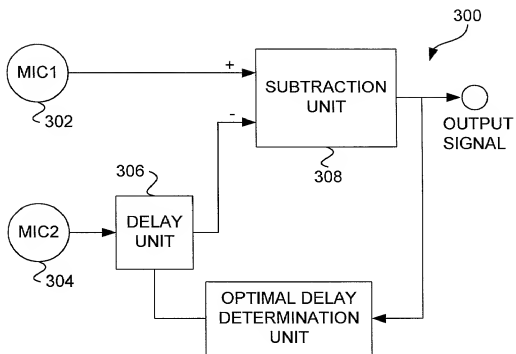 300
MIC1
+
SUBTRACTION
UNIT
302
-
OUTPUT
SIGNAL
306
308
MIC2
DELAY
UNIT
304
OPTIMAL DELAY
DETERMINATION
UNIT